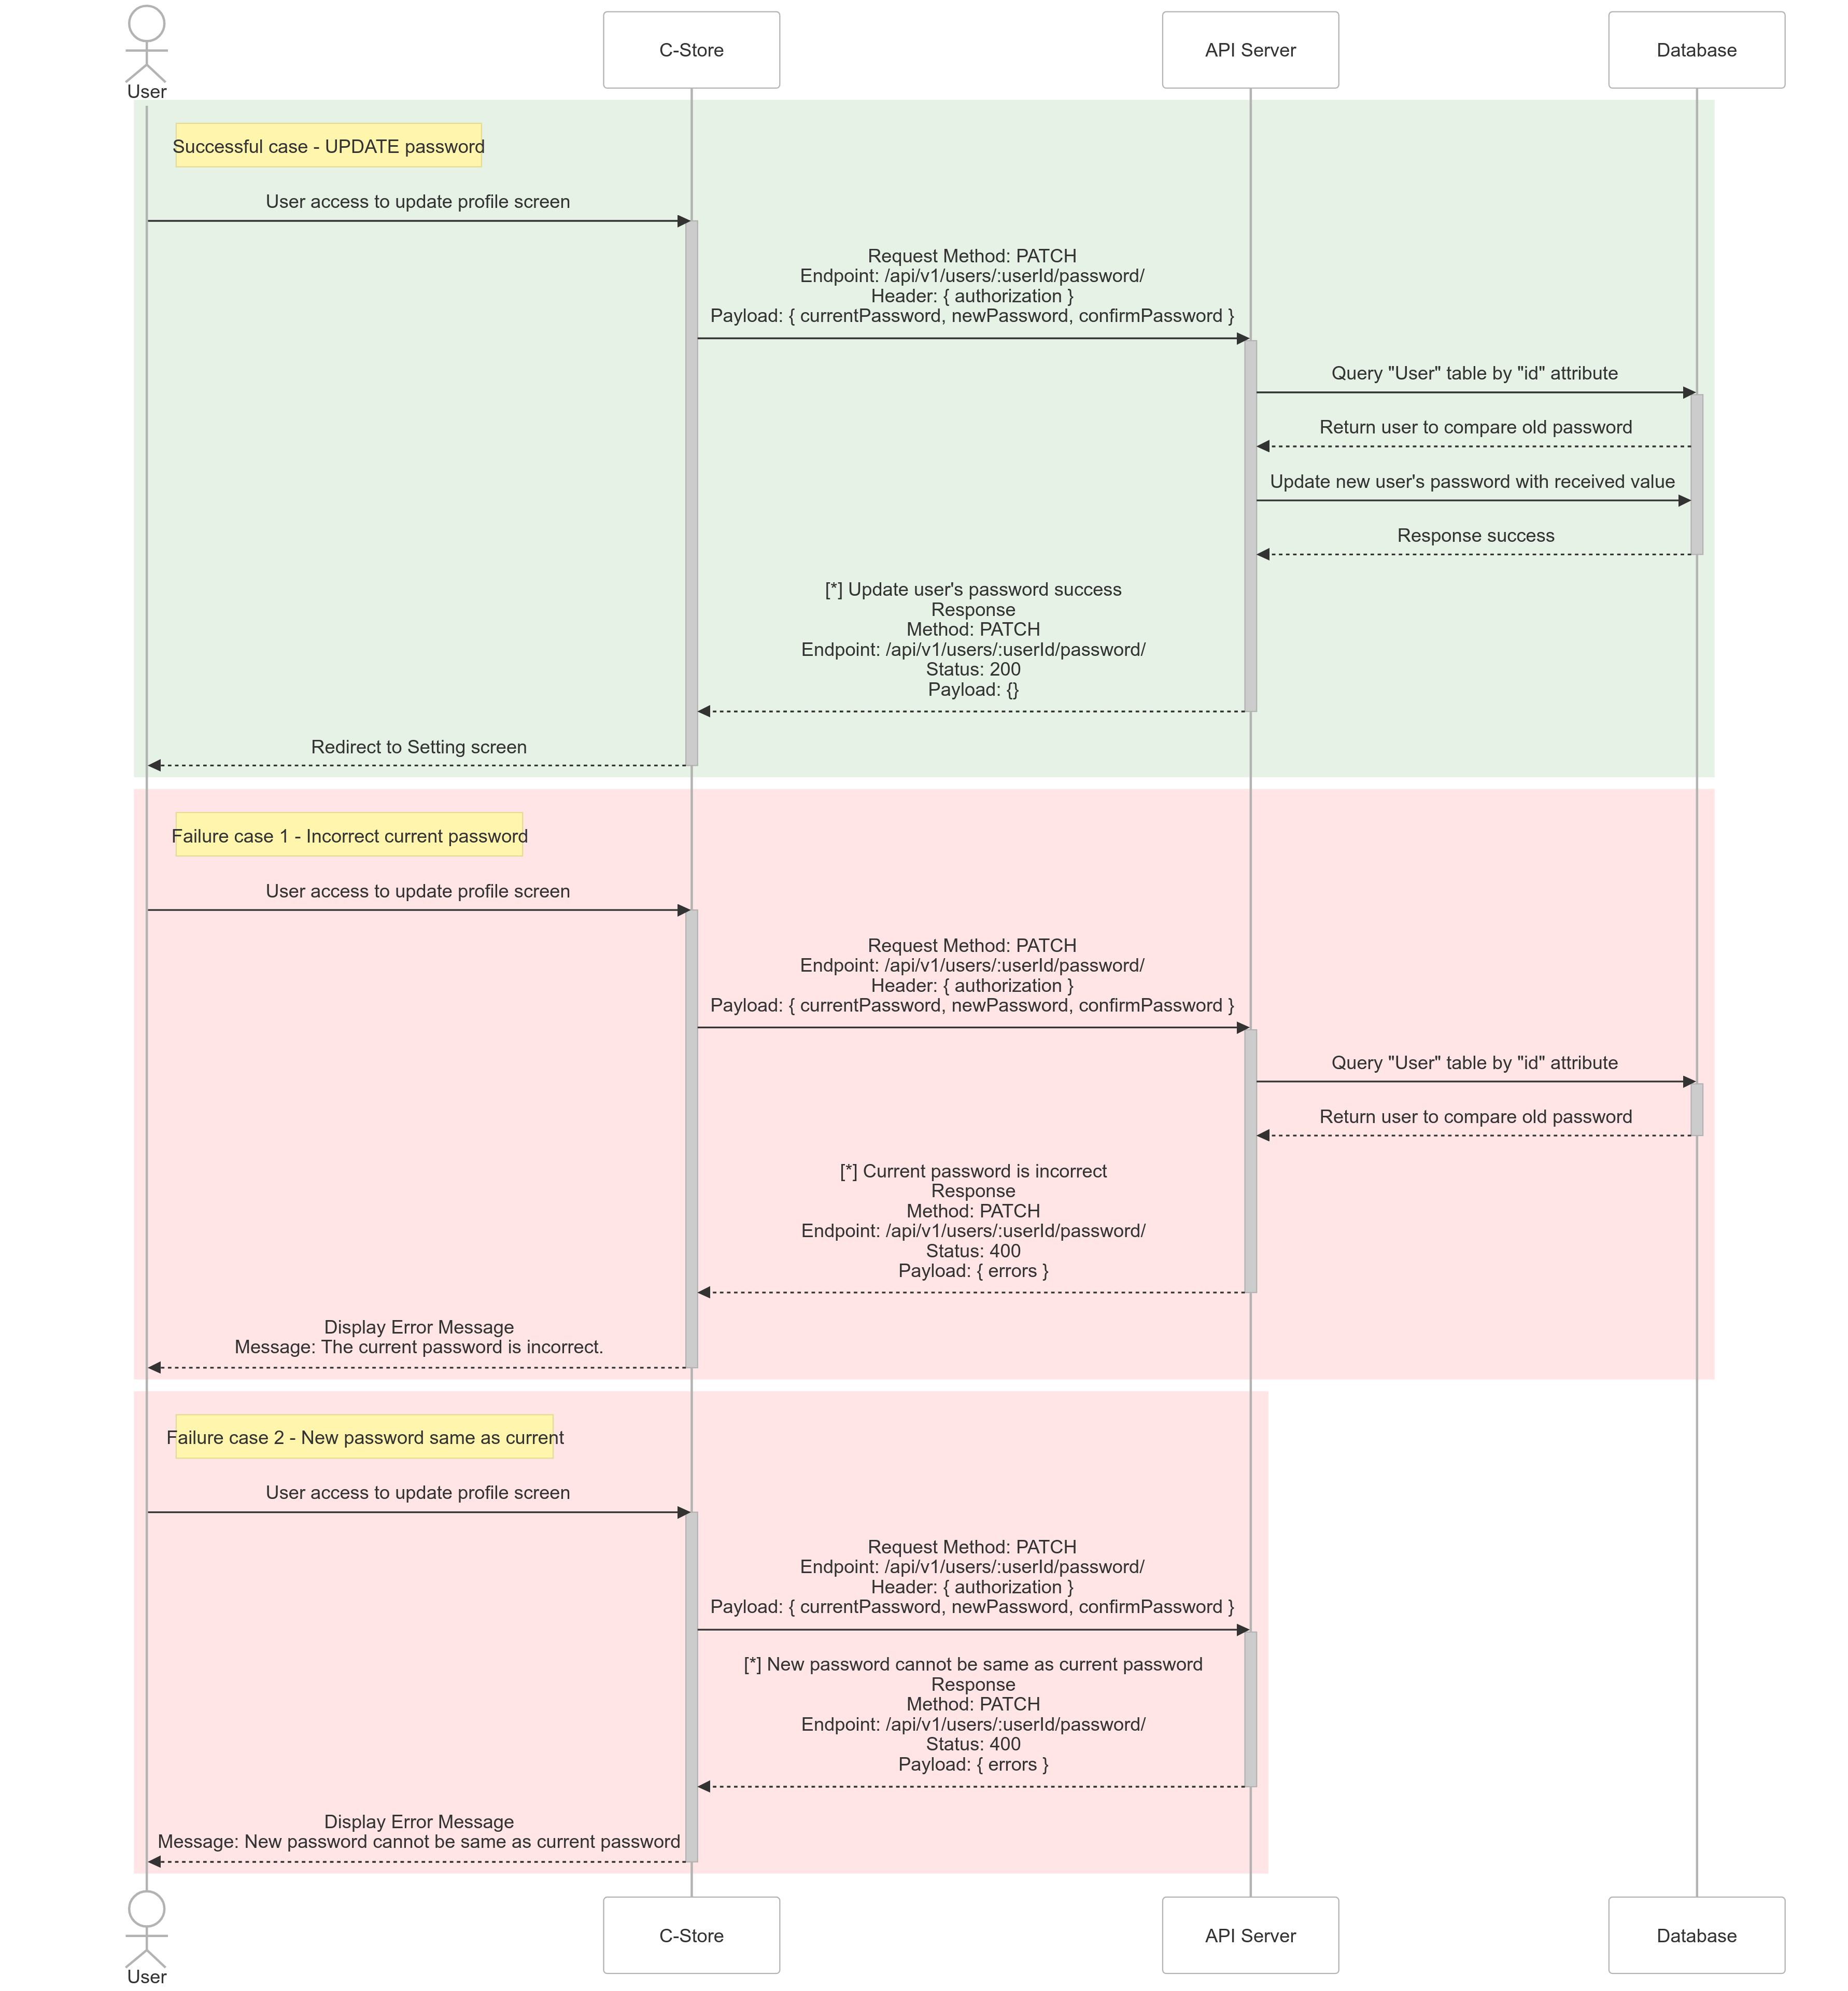 User
C-Store
API Server
Database
Successful case - UPDATE password
User access to update profile screen
Request Method: PATCH
Endpoint: /api/v1/users/:userId/password/
Header: { authorization }
Payload: { currentPassword, newPassword, confirmPassword }
Query "User" table by "id" attribute
Return user to compare old password
Update new user's password with received value
Response success
[*] Update user's password success
Response
Method: PATCH
Endpoint: /api/v1/users/:userId/password/
Status: 200
Payload: {}
Redirect to Setting screen
Failure case 1 - Incorrect current password
User access to update profile screen
Request Method: PATCH
Endpoint: /api/v1/users/:userId/password/
Header: { authorization }
Payload: { currentPassword, newPassword, confirmPassword }
Query "User" table by "id" attribute
Return user to compare old password
[*] Current password is incorrect
Response
Method: PATCH
Endpoint: /api/v1/users/:userId/password/
Status: 400
Payload: { errors }
Display Error Message
Message: The current password is incorrect.
Failure case 2 - New password same as current
User access to update profile screen
Request Method: PATCH
Endpoint: /api/v1/users/:userId/password/
Header: { authorization }
Payload: { currentPassword, newPassword, confirmPassword }
[*] New password cannot be same as current password
Response
Method: PATCH
Endpoint: /api/v1/users/:userId/password/
Status: 400
Payload: { errors }
Display Error Message
Message: New password cannot be same as current password
User
C-Store
API Server
Database